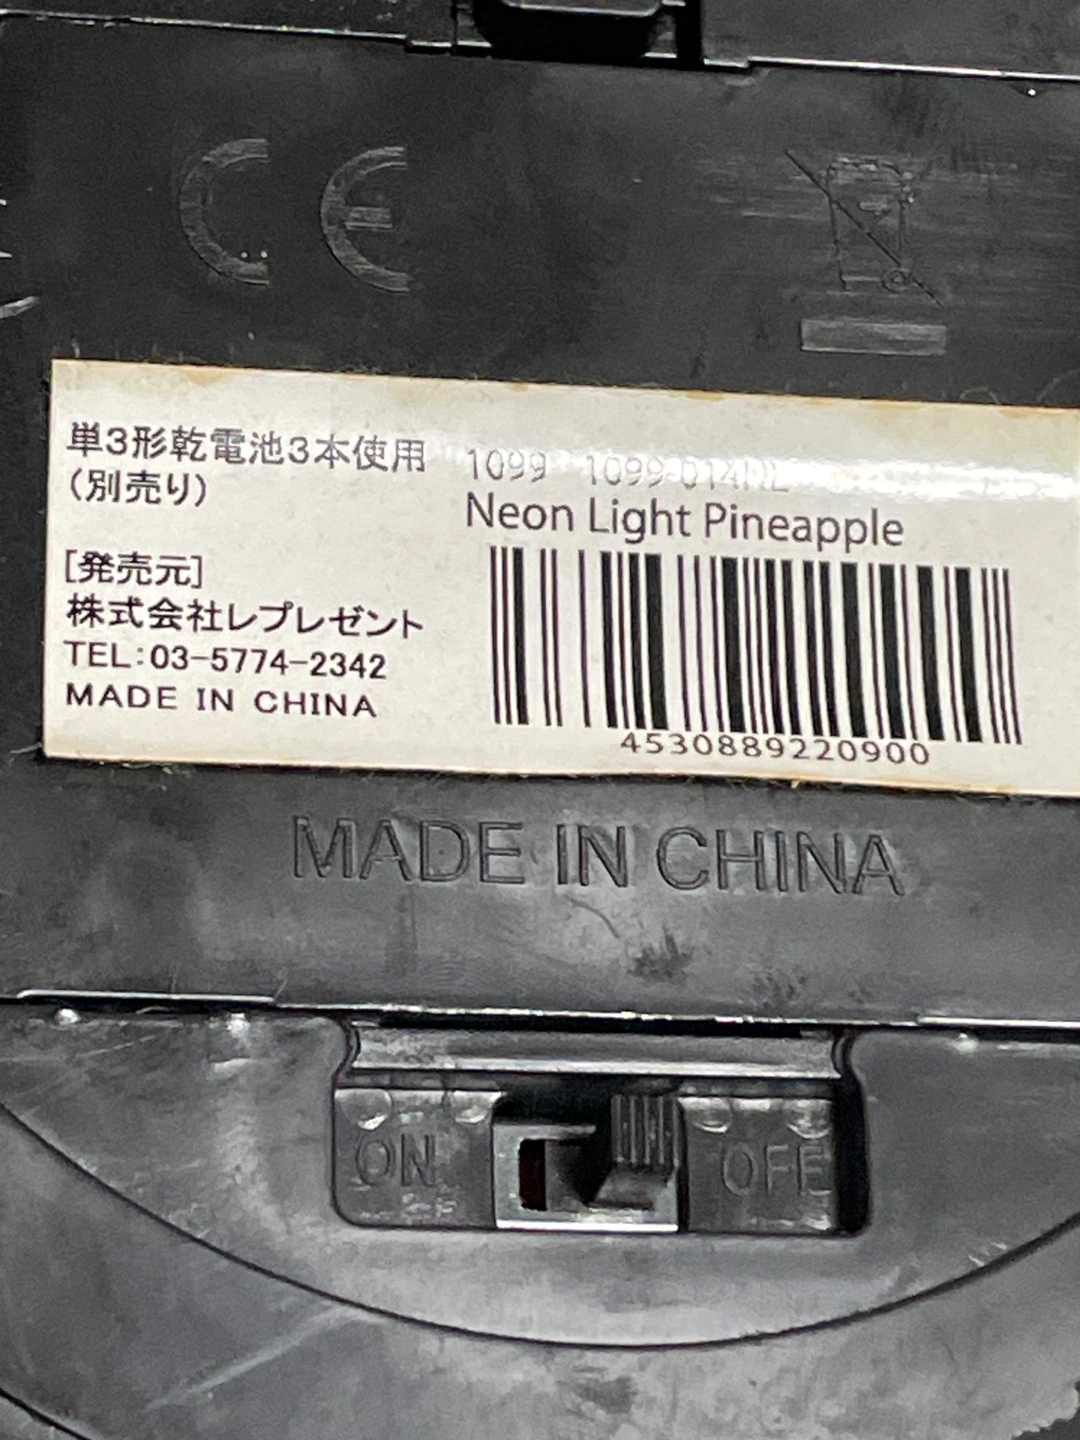 CE
単3形乾電池3本使用
(別売り)
[発売元]
株式会社レプレゼント
TEL:03-5774-2342
MADE IN CHINA
1099 1099-014NL
Neon Light Pineapple
4530889220900
MADE IN CHINA
ON
OFF